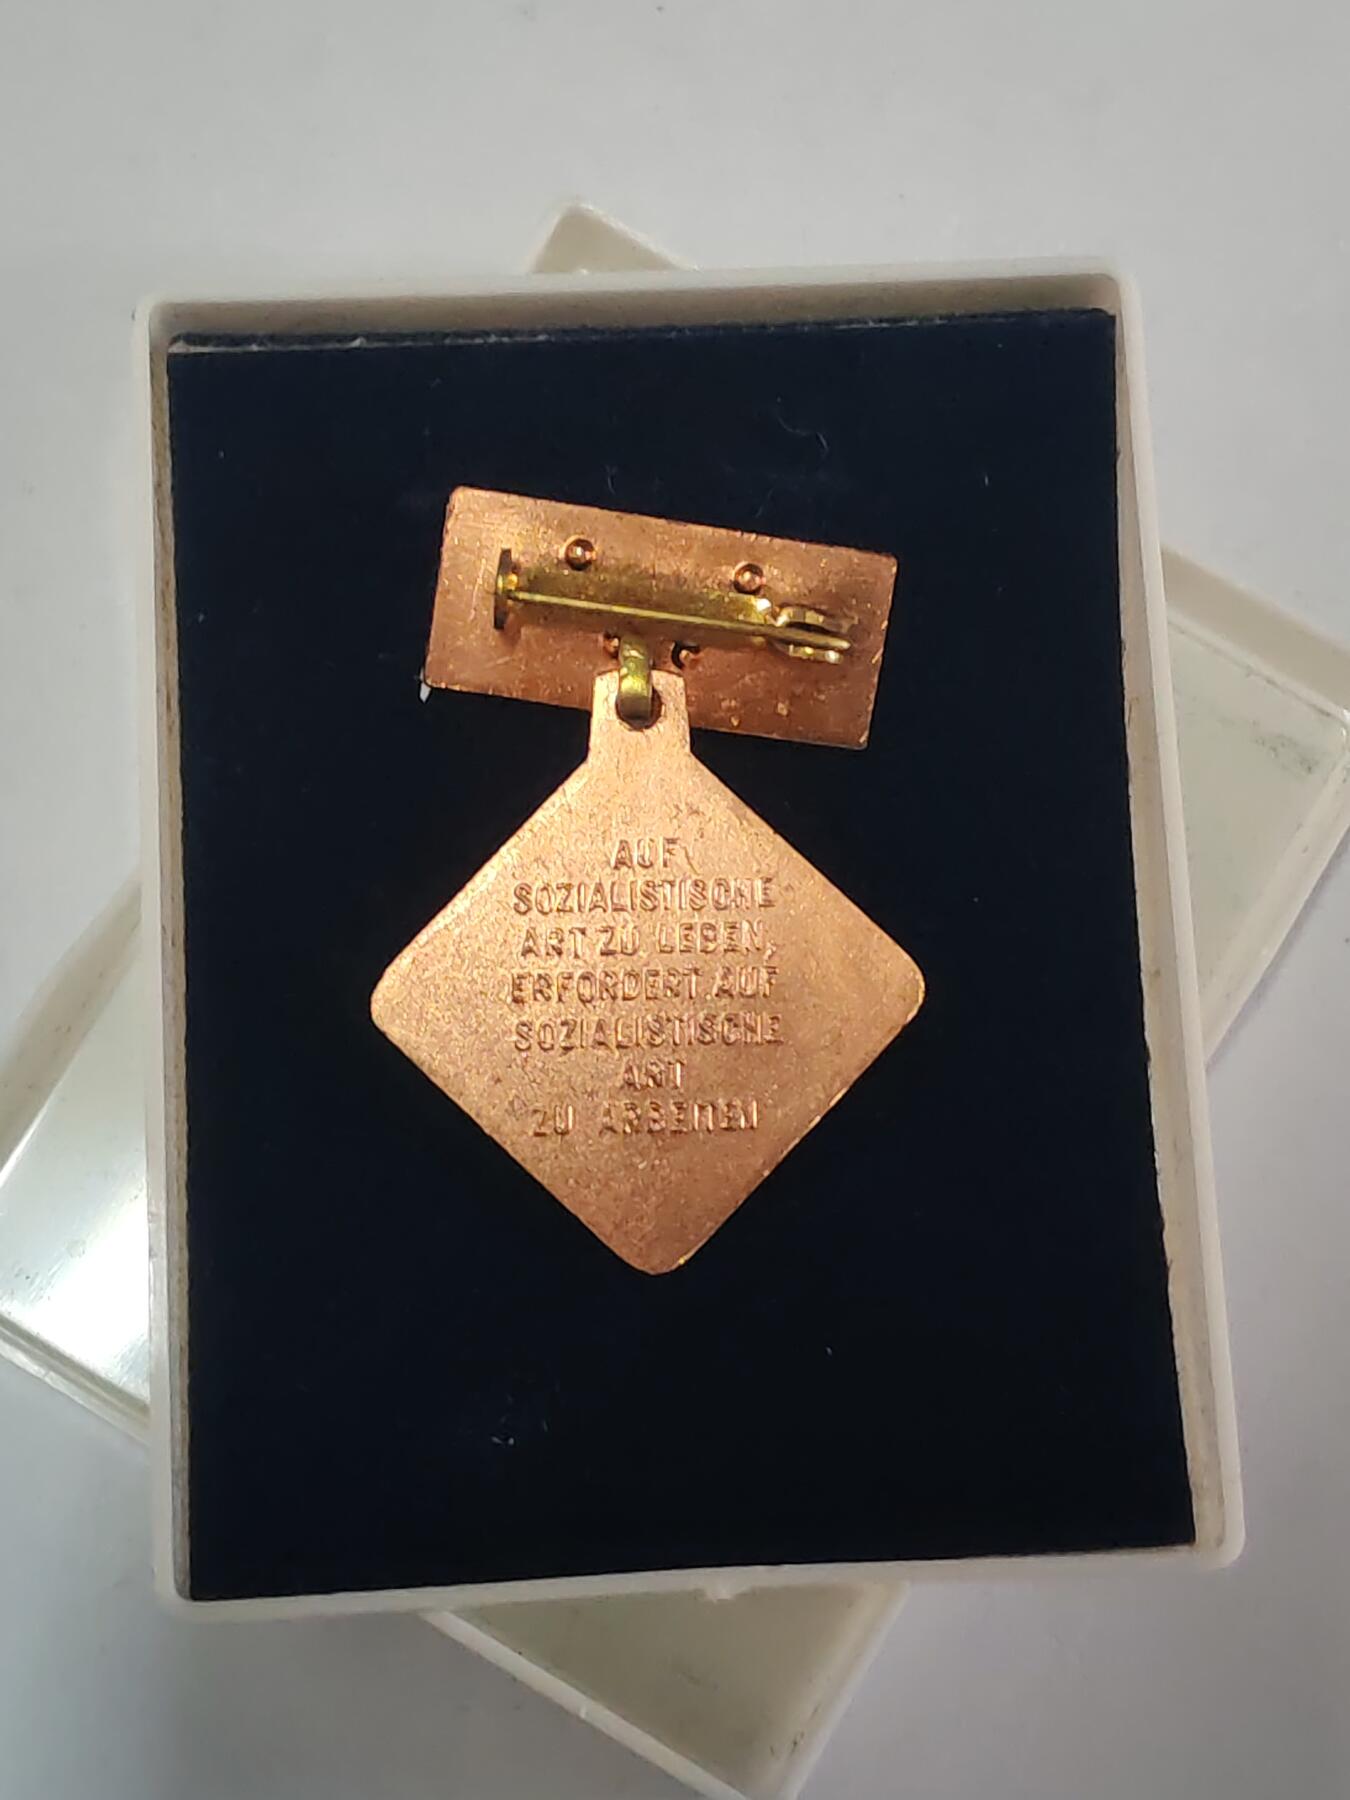 AUF
SOZIALISTISCHE
ART ZU LEBEN,
ERFORDERT AUF
SOZIALISTISCHE
ART
ZU ARBEITEN